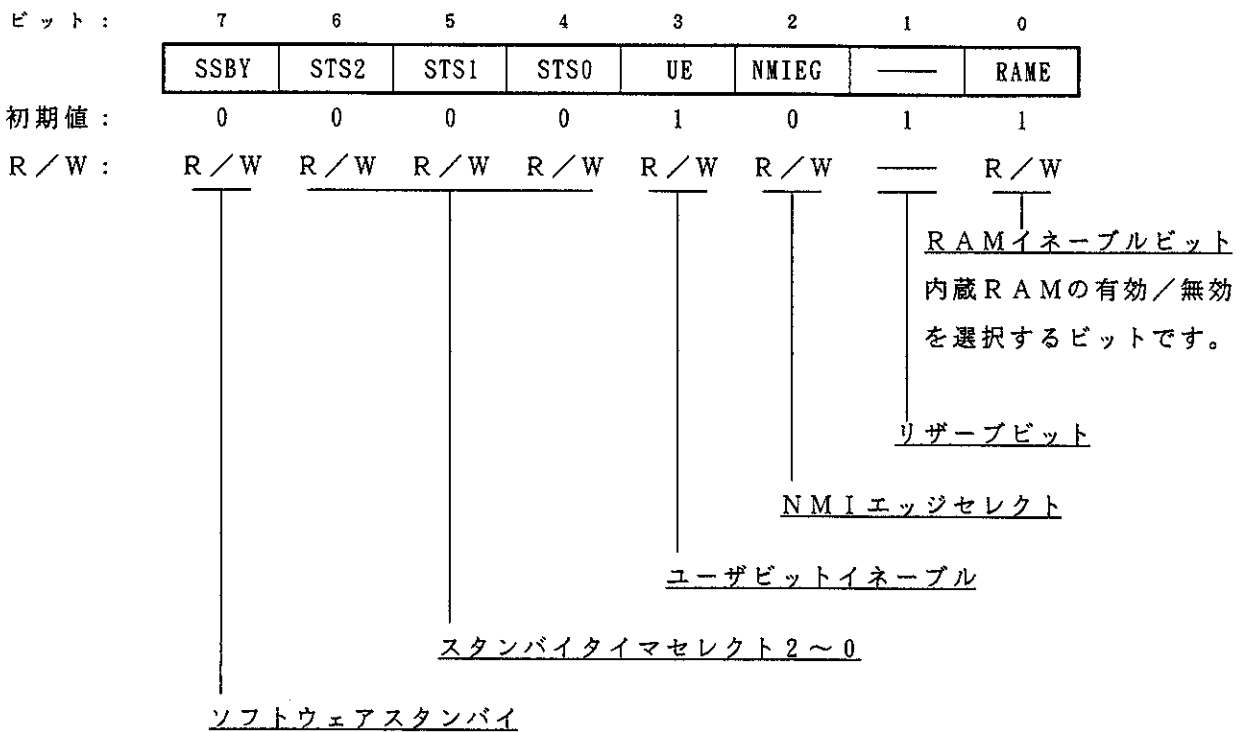 ビット： 7 6 5 4 3 2 1 0
SSBY STS2 STS1 STS0 UE NMIEG ── RAME
初期値： 0 0 0 0 1 0 1 1
R／W： R／W R／W R／W R／W R／W R／W ── R／W
RAMイネーブルビット
内蔵RAMの有効／無効
を選択するビットです。
リザーブビット
NMIエッジセレクト
ユーザビットイネーブル
スタンバイタイマセレクト2～0
ソフトウェアスタンバイ